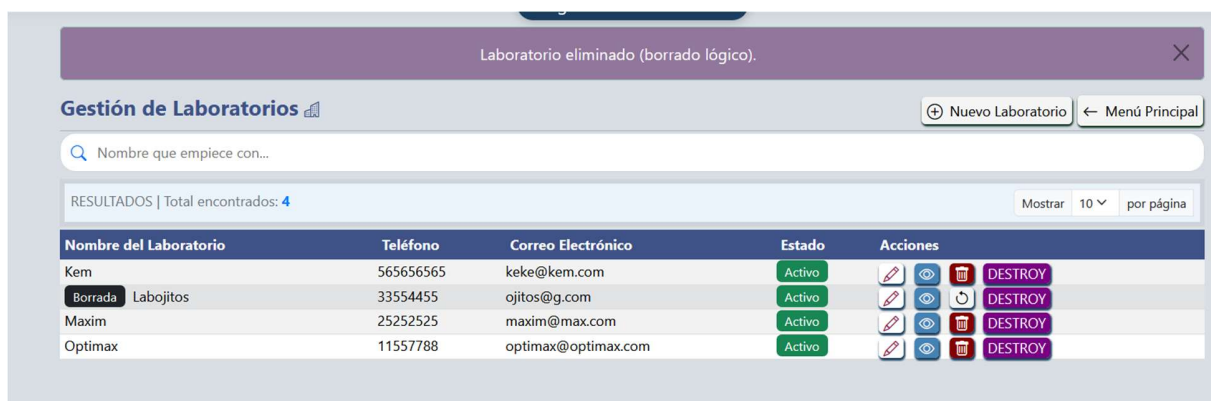 Laboratorio eliminado (borrado lógico).
Gestión de Laboratorios
Nuevo Laboratorio ← Menú Principal
Nombre que empiece con...
RESULTADOS | Total encontrados: 4 Mostrar 10 por página
Nombre del Laboratorio Teléfono Correo Electrónico Estado Acciones
Kem 565656565 keke@kem.com Activo DESTROY
Borrada Labojitos 33554455 ojitos@g.com Activo DESTROY
Maxim 25252525 maxim@max.com Activo DESTROY
Optimax 11557788 optimax@optimax.com Activo DESTROY